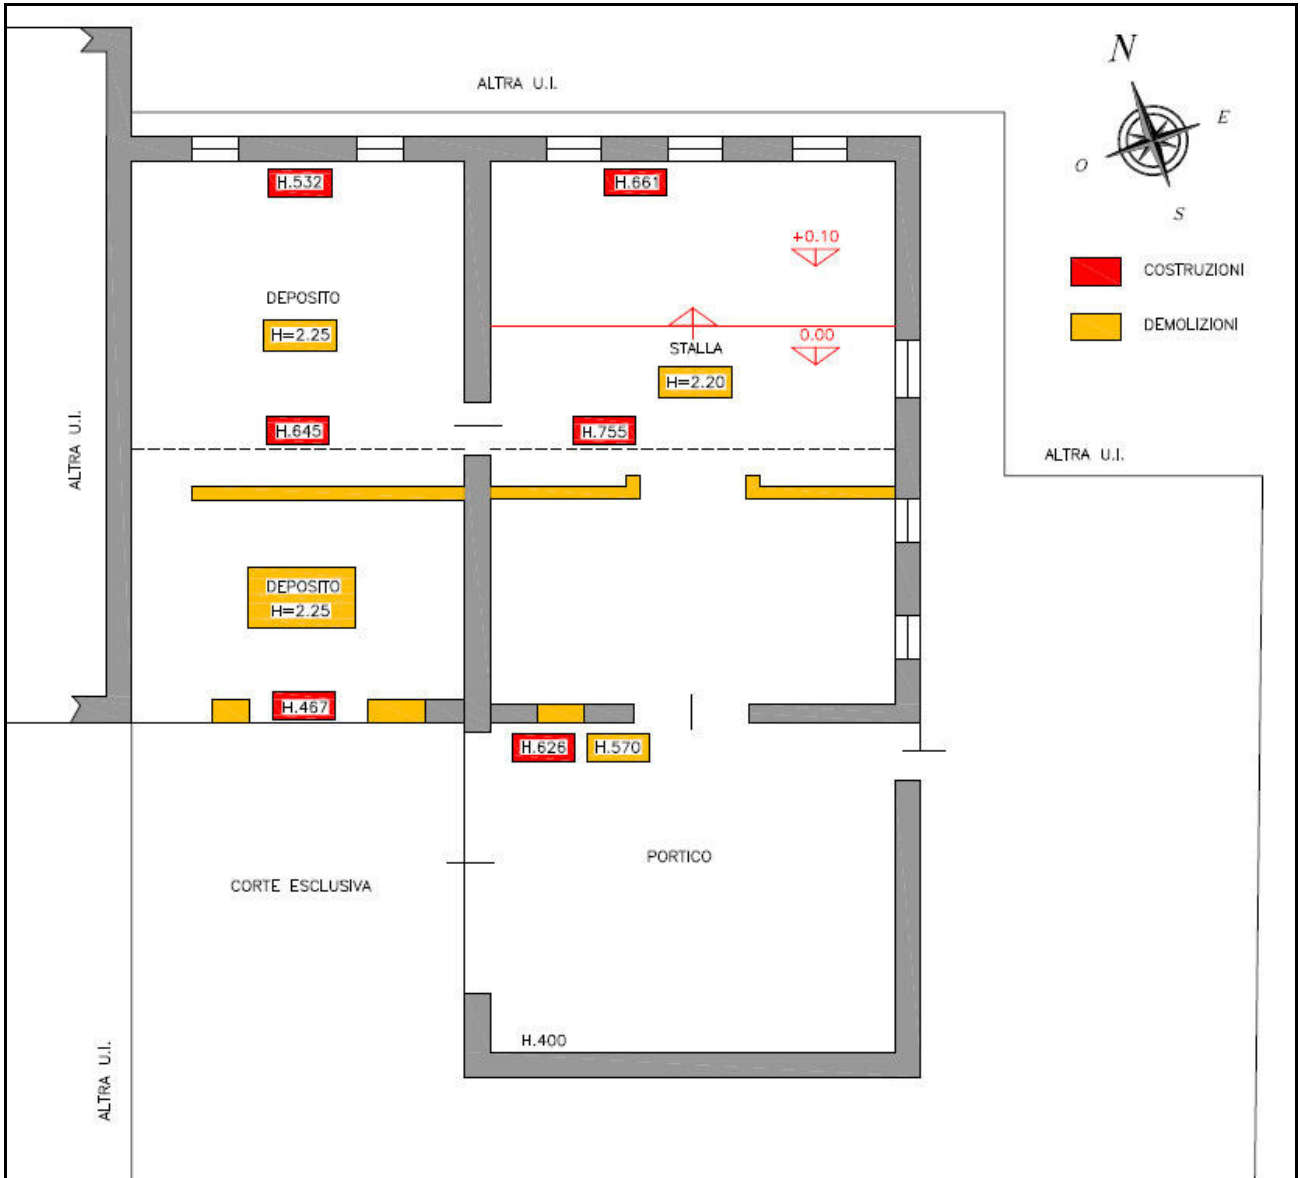 N
ALTRA U.I.
E
O
H.532
H.661
S
+0.10
COSTRUZIONI
DEPOSITO
DEMOLIZIONI
H=2.25
0.00
STALLA
H=2.20
ALTRA U.I.
H.645
H.755
ALTRA U.I.
DEPOSITO
H=2.25
H.467
H.626
H.570
PORTICO
CORTE ESCLUSIVA
H.400
ALTRA U.I.